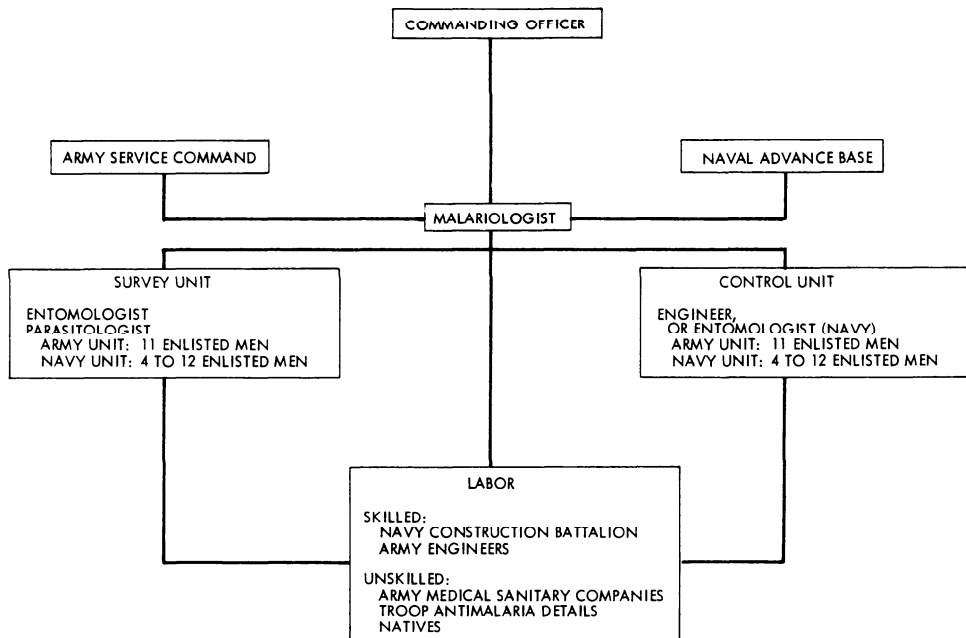 COMMANDING OFFICER
ARMY SERVICE COMMAND
NAVAL ADVANCE BASE
MALARIOLOGIST
SURVEY UNIT
ENTOMOLOGIST
PARASITOLOGIST
ARMY UNIT: 11 ENLISTED MEN
NAVY UNIT: 4 TO 12 ENLISTED MEN
CONTROL UNIT
ENGINEER,
OR ENTOMOLOGIST (NAVY)
ARMY UNIT: 11 ENLISTED MEN
NAVY UNIT: 4 TO 12 ENLISTED MEN
LABOR
SKILLED:
NAVY CONSTRUCTION BATTALION
ARMY ENGINEERS
UNSKILLED:
ARMY MEDICAL SANITARY COMPANIES
TROOP ANTIMALARIA DETAILS
NATIVES